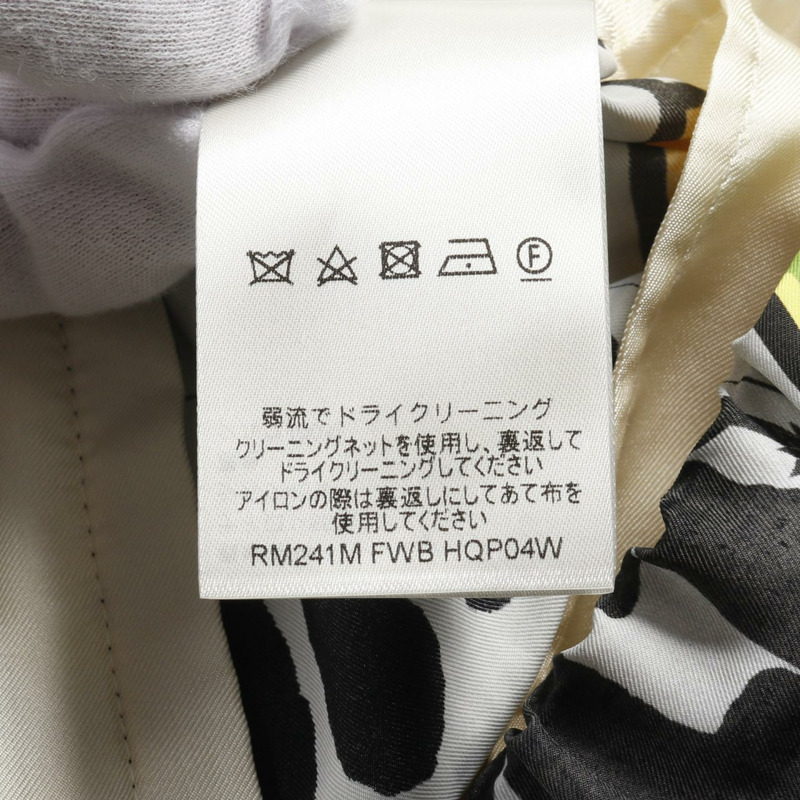 F
弱流でドライクリーニング
クリーニングネットを使用し、裏返して
ドライクリーニングしてください
アイロンの際は裏返しにしてあて布を
使用してください
RM241M FWB HQP04W